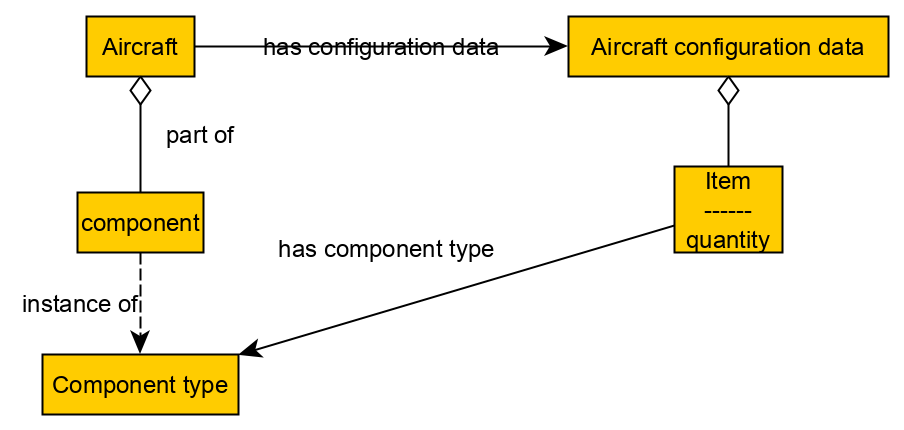 Aircraft
has configuration data
Aircraft configuration data
part of
Item
------
quantity
component
has component type
instance of
Component type